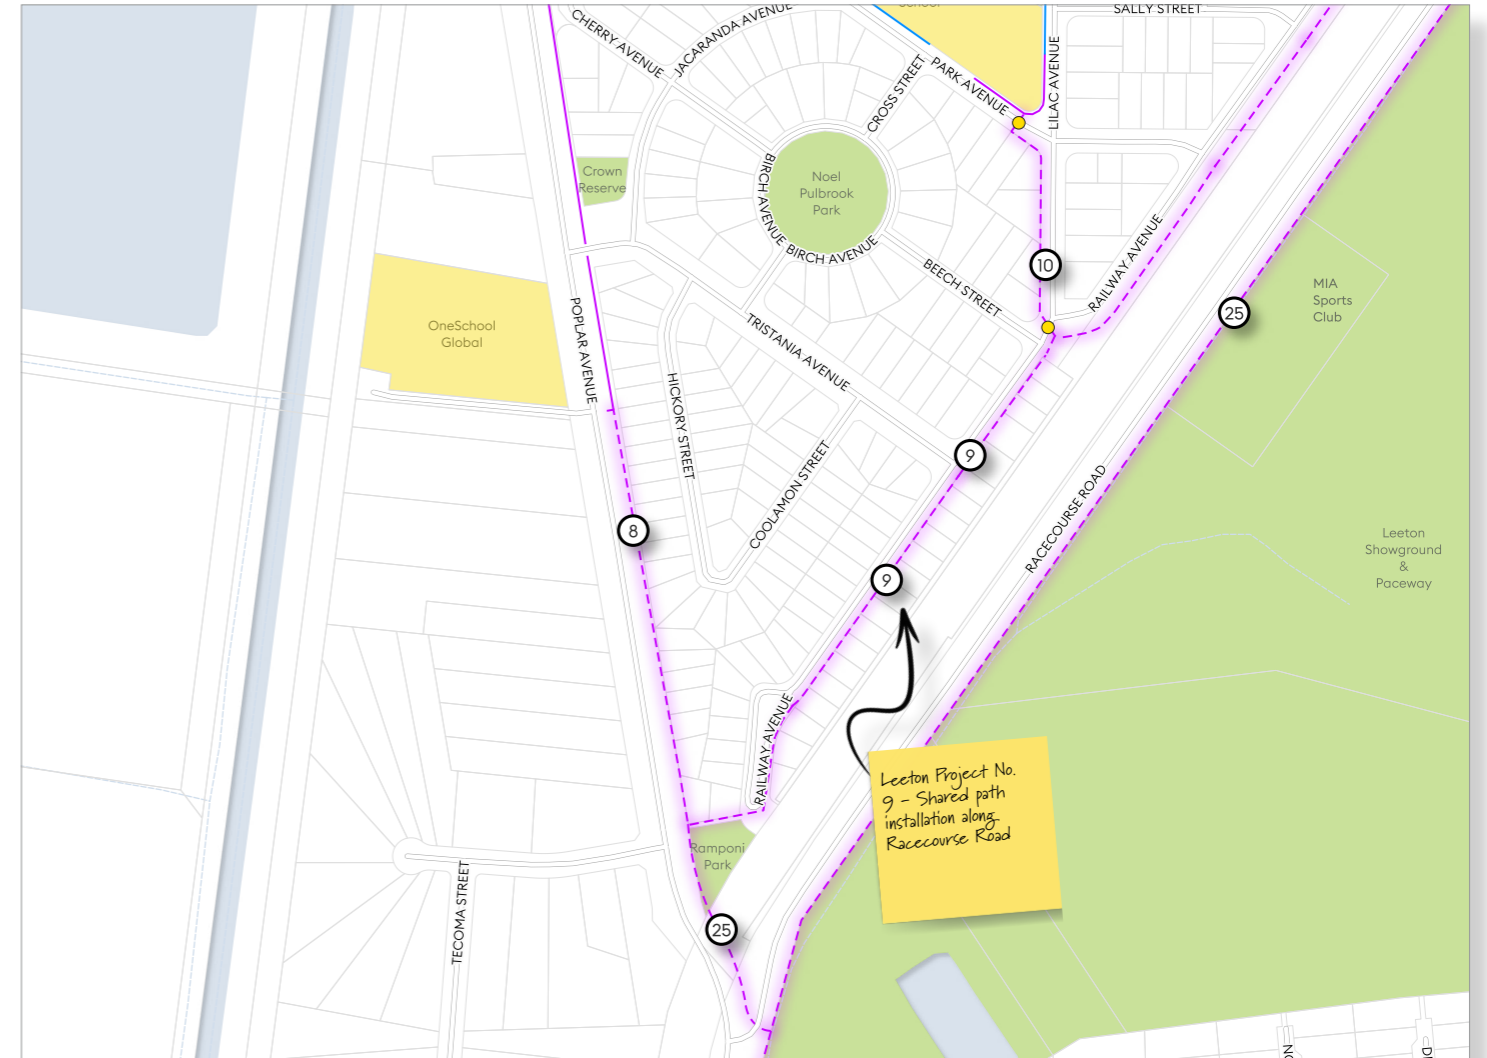 School
SALLY STREET
CHERRY AVENUE
JACARANDA AVENUE
PARK AVENUE
LILAC AVENUE
CROSS STREET
Crown
Reserve
BIRCH AVENUE
Noel
Pulbrook
Park
BIRCH AVENUE
BEECH STREET
10
RAILWAY AVENUE
MIA
Sports
Club
25
OneSchool
Global
POPLAR AVENUE
TRISTANIA AVENUE
HICKORY STREET
COOLAMON STREET
9
RACECOURSE ROAD
8
9
Leeton
Showground
&
Paceway
RAILWAY AVENUE
Leeton Project No.
9 - Shared path
installation along
Racecourse Road
Ramponi
Park
TECOMA STREET
25